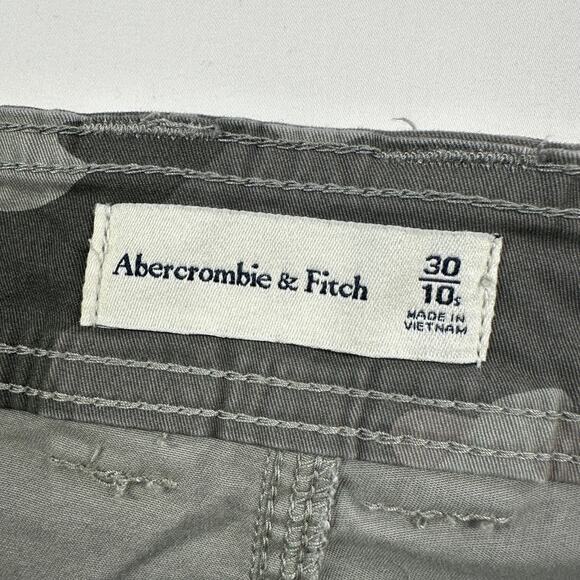 Abercrombie & Fitch
30
10s
MADE IN
VIETNAM